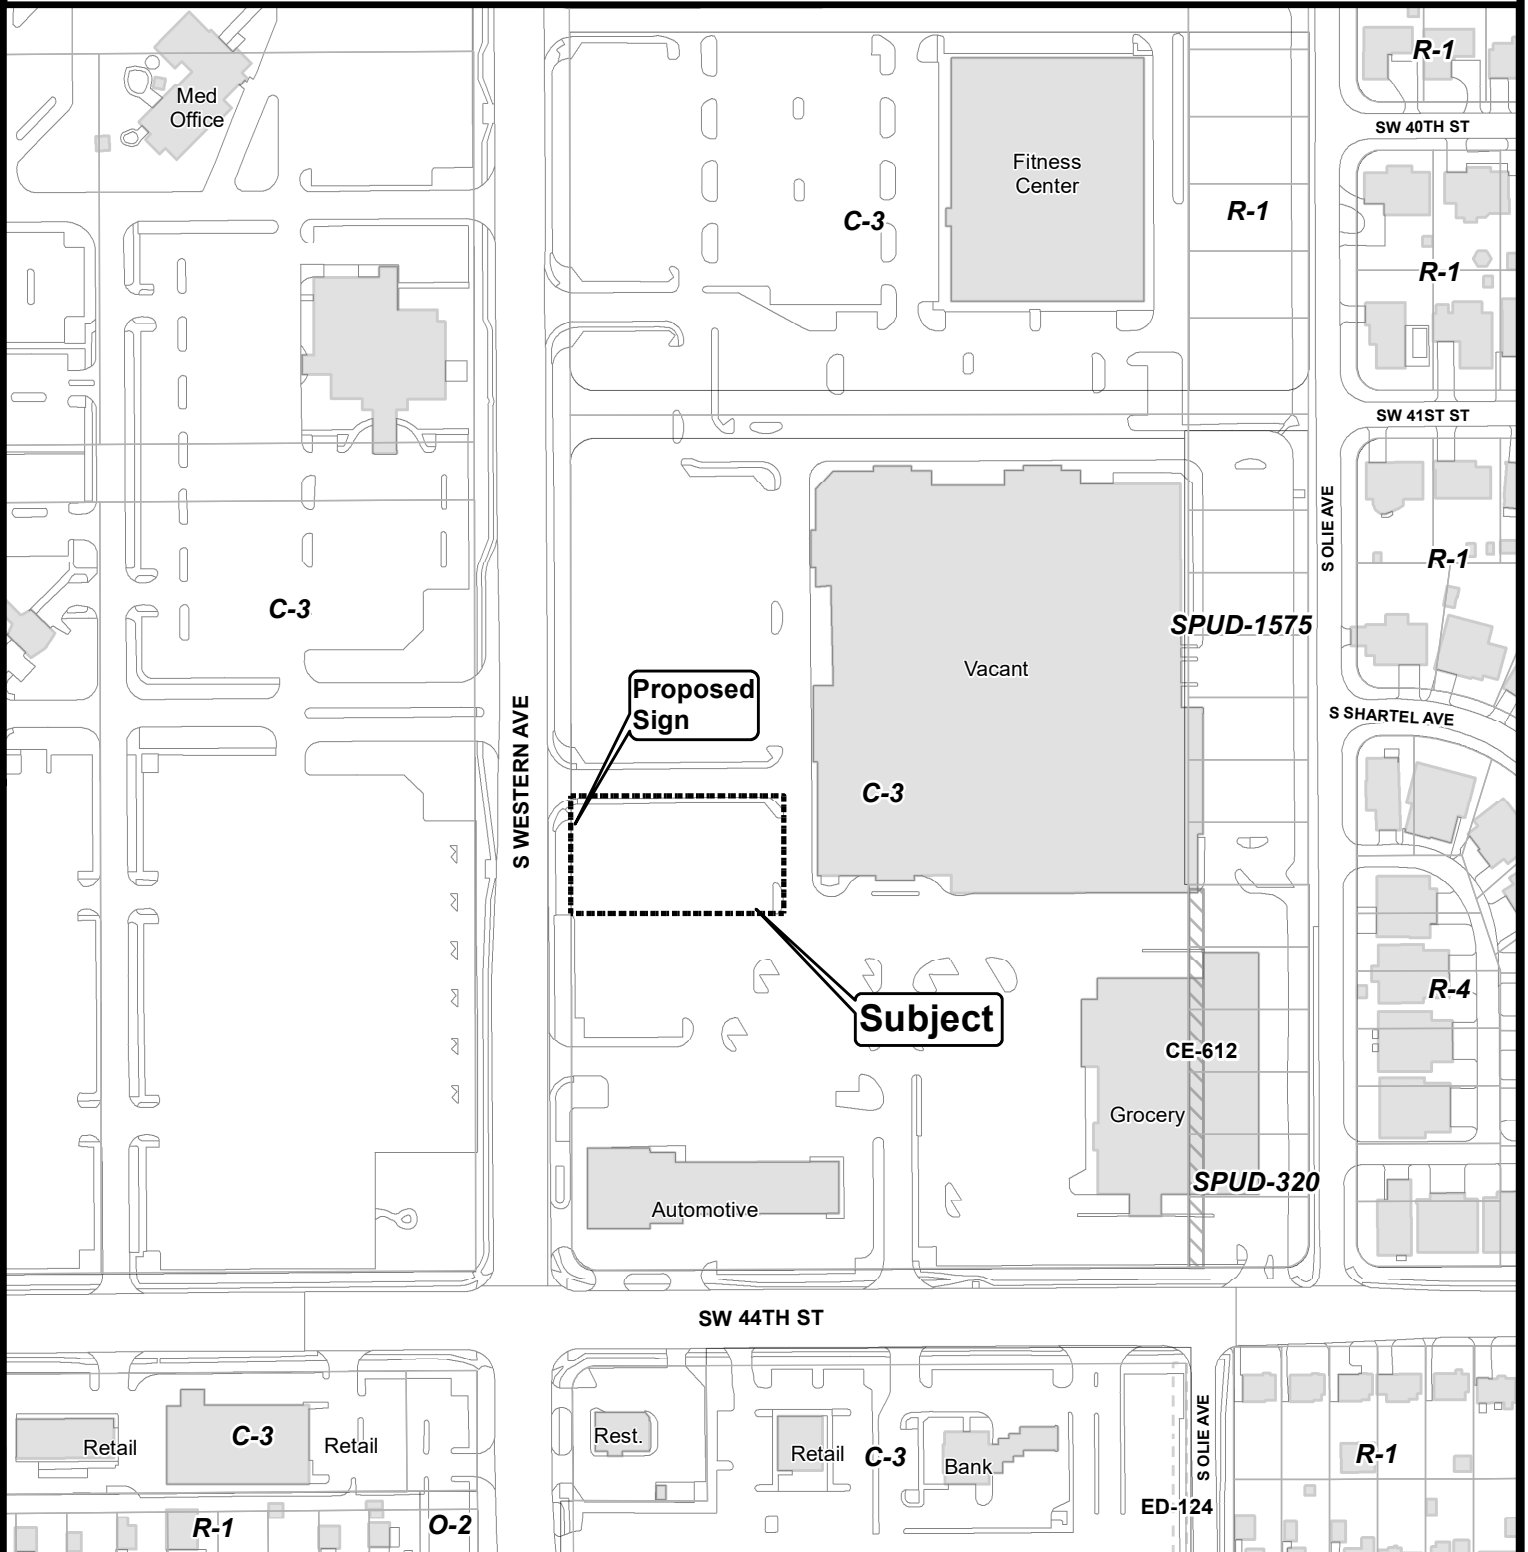 R-1
Med
Office
SW 40TH ST
Fitness
Center
C-3
R-1
R-1
SW 41ST ST
S OLIE AVE
R-1
C-3
SPUD-1575
Vacant
Proposed
Sign
S SHARTEL AVE
S WESTERN AVE
C-3
R-4
Subject
CE-612
Grocery
SPUD-320
Automotive
SW 44TH ST
Retail
C-3
Retail
Rest.
Retail
C-3
Bank
S OLIE AVE
R-1
ED-124
R-1
O-2